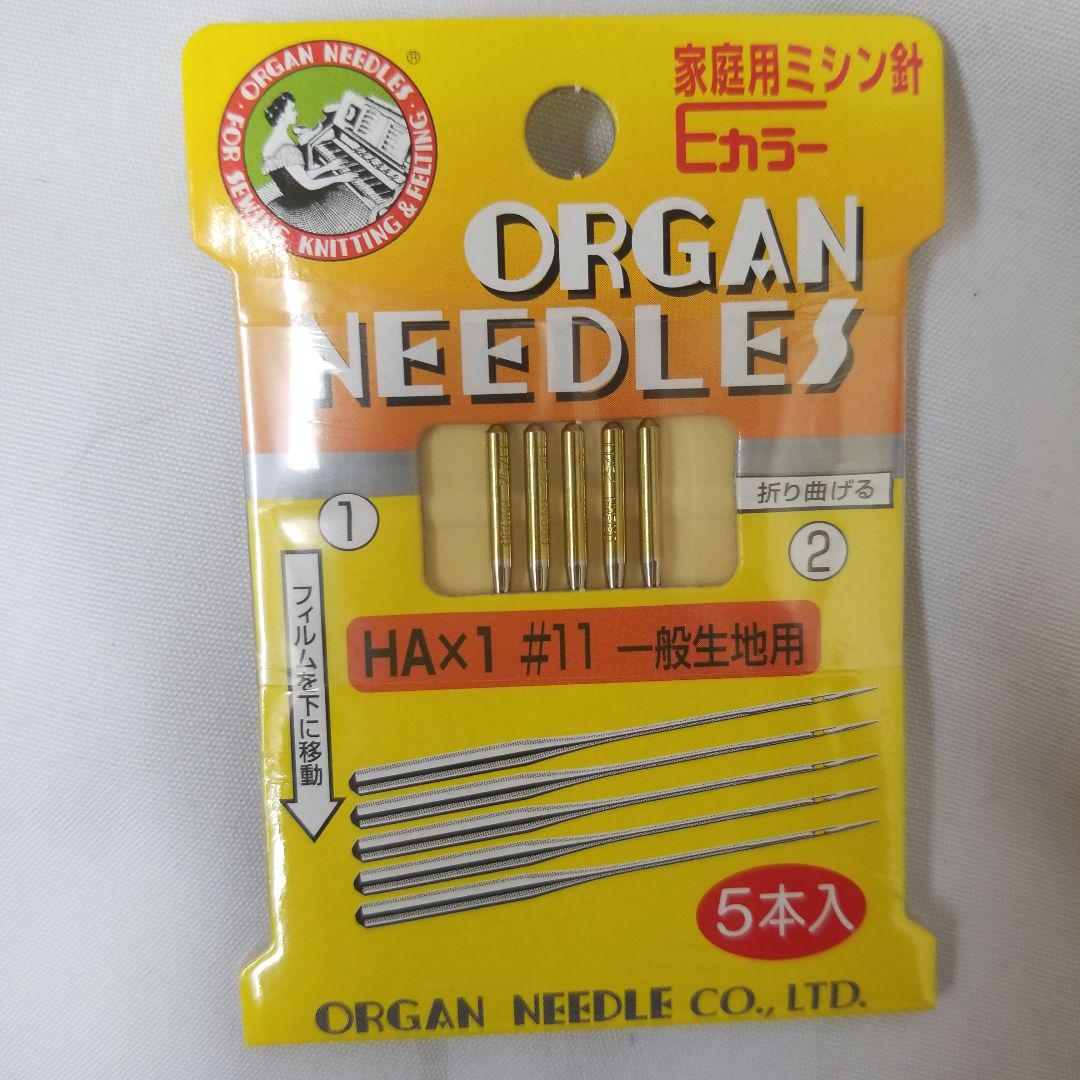 ORGAN NEEDLES · FOR SEWING, KNITTING & FELTING ·
®
家庭用ミシン針
Eカラー
ORGAN
NEEDLES
1
折り曲げる
2
フィルムを下に移動
HA×1 #11 一般生地用
5本入
ORGAN NEEDLE CO., LTD.